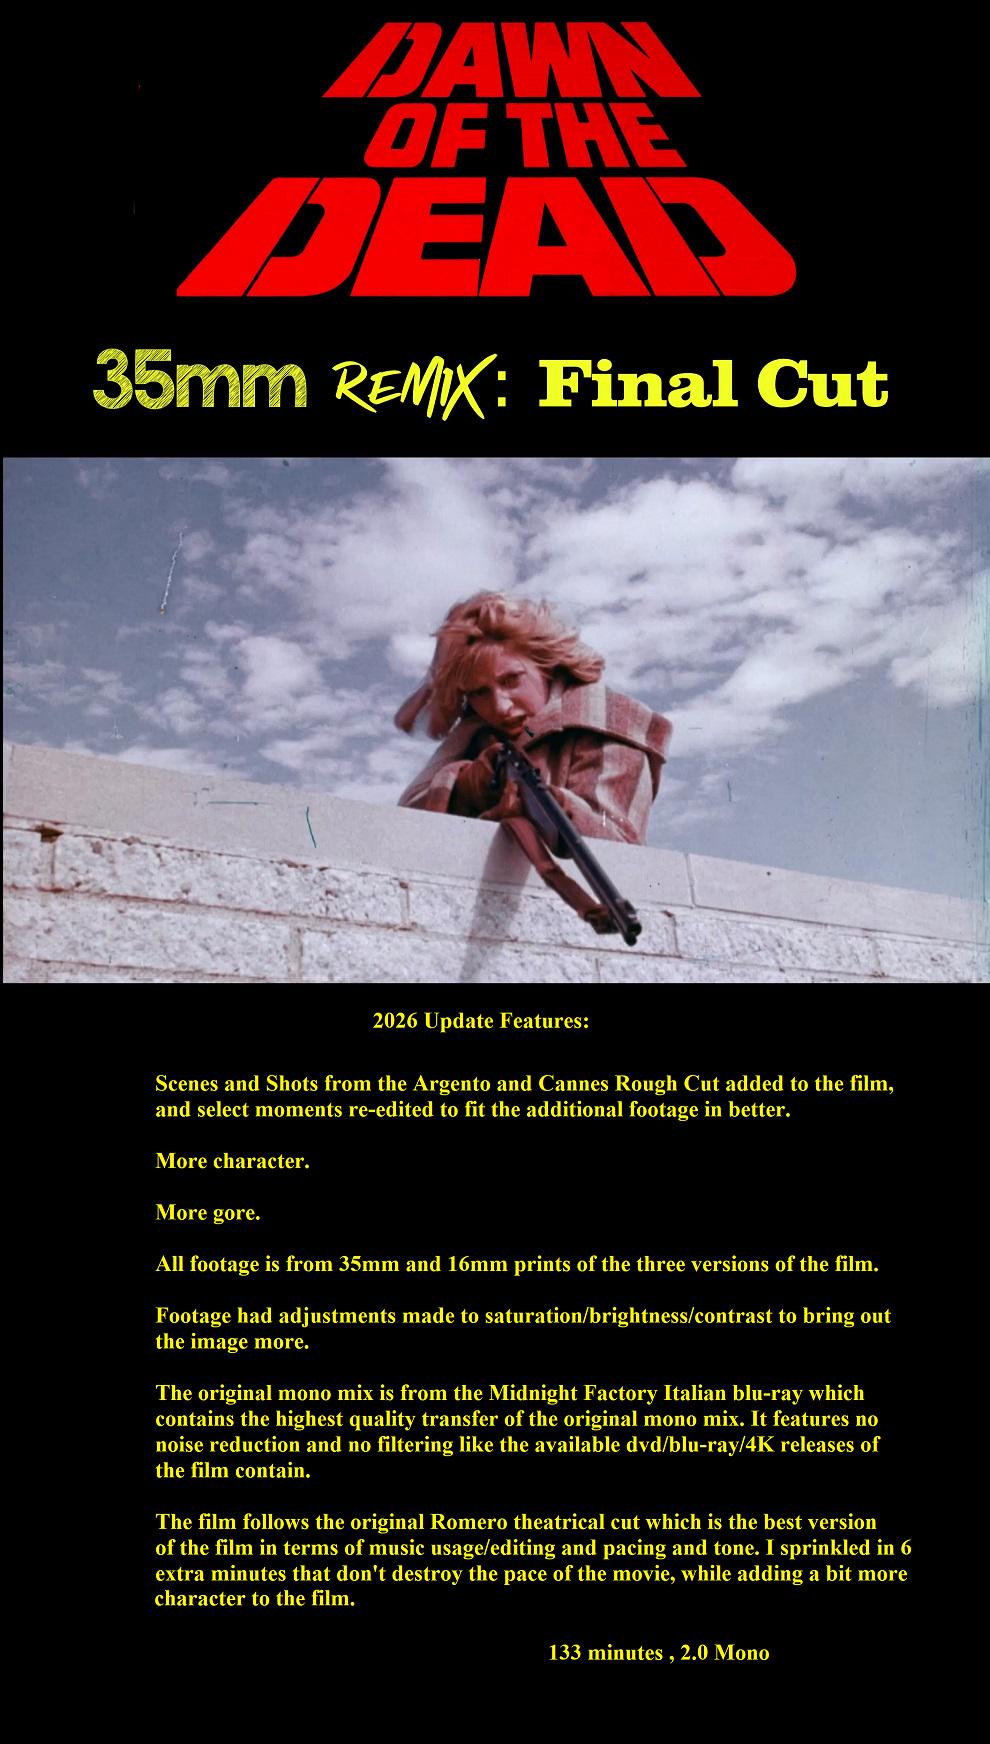 DAWN
OF THE
DEAD
35mm REMIX: Final Cut
2026 Update Features:
Scenes and Shots from the Argento and Cannes Rough Cut added to the film,
and select moments re-edited to fit the additional footage in better.
More character.
More gore.
All footage is from 35mm and 16mm prints of the three versions of the film.
Footage had adjustments made to saturation/brightness/contrast to bring out
the image more.
The original mono mix is from the Midnight Factory Italian blu-ray which
contains the highest quality transfer of the original mono mix. It features no
noise reduction and no filtering like the available dvd/blu-ray/4K releases of
the film contain.
The film follows the original Romero theatrical cut which is the best version
of the film in terms of music usage/editing and pacing and tone. I sprinkled in 6
extra minutes that don't destroy the pace of the movie, while adding a bit more
character to the film.
133 minutes , 2.0 Mono